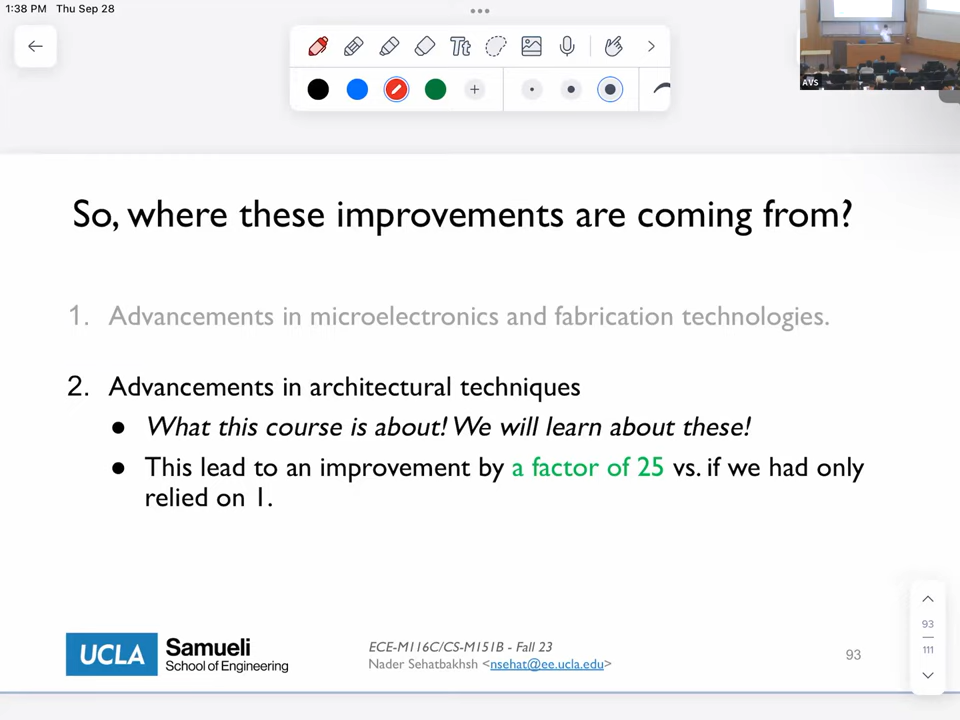 1:38 PM Thu Sep 28
Tt
AVS
So, where these improvements are coming from?
1. Advancements in microelectronics and fabrication technologies.
2. Advancements in architectural techniques
● What this course is about! We will learn about these!
● This lead to an improvement by a factor of 25 vs. if we had only
relied on 1.
93
111
UCLA Samueli
School of Engineering
ECE-M116C/CS-M151B - Fall 23
Nader Sehatbakhsh <nsehat@ee.ucla.edu>
93